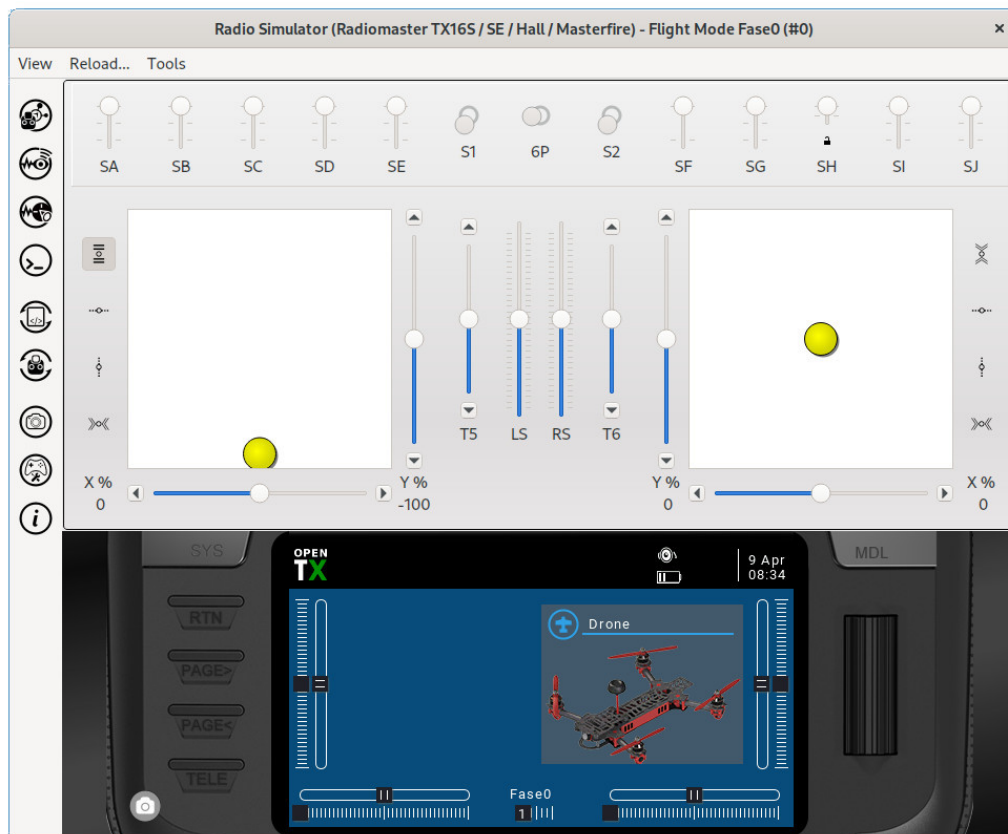 Radio Simulator (Radiomaster TX16S / SE / Hall / Masterfire) - Flight Mode Fase0 (#0)
View Reload... Tools
SA SB SC SD SE S1 6P S2 SF SG SH SI SJ
T5 LS RS T6
X % Y % Y % X %
0 -100 0 0
SYS MDL
OPEN
TX
9 Apr
08:34
RTN
Drone
PAGE>
PAGE<
TELE
Fase0
1